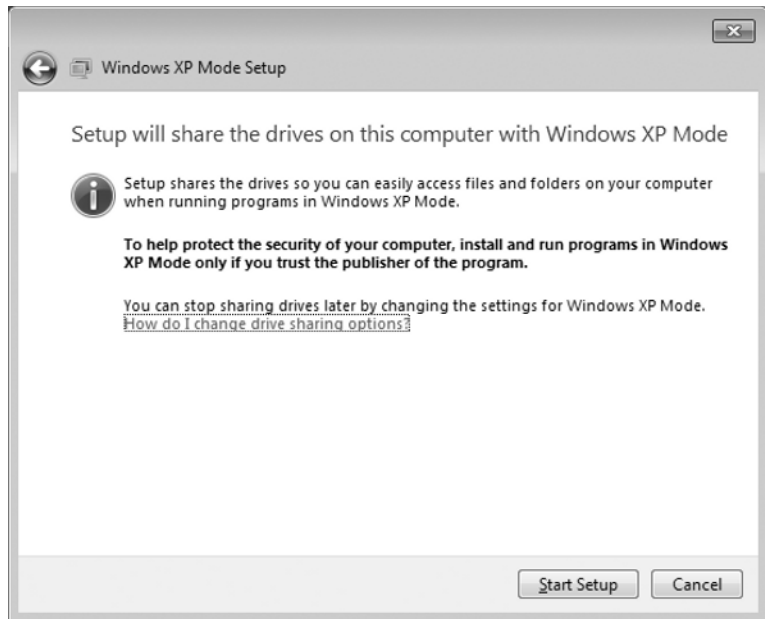 Windows XP Mode Setup
Setup will share the drives on this computer with Windows XP Mode
Setup shares the drives so you can easily access files and folders on your computer
when running programs in Windows XP Mode.
To help protect the security of your computer, install and run programs in Windows
XP Mode only if you trust the publisher of the program.
You can stop sharing drives later by changing the settings for Windows XP Mode.
How do I change drive sharing options?
Start Setup Cancel